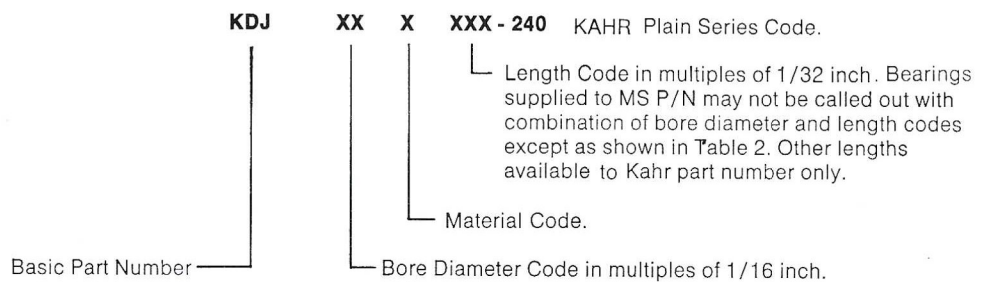 KDJ XX X XXX - 240 KAHR Plain Series Code.
Length Code in multiples of 1/32 inch. Bearings
supplied to MS P/N may not be called out with
combination of bore diameter and length codes
except as shown in Table 2. Other lengths
available to Kahr part number only.
Material Code.
Basic Part Number
Bore Diameter Code in multiples of 1/16 inch.